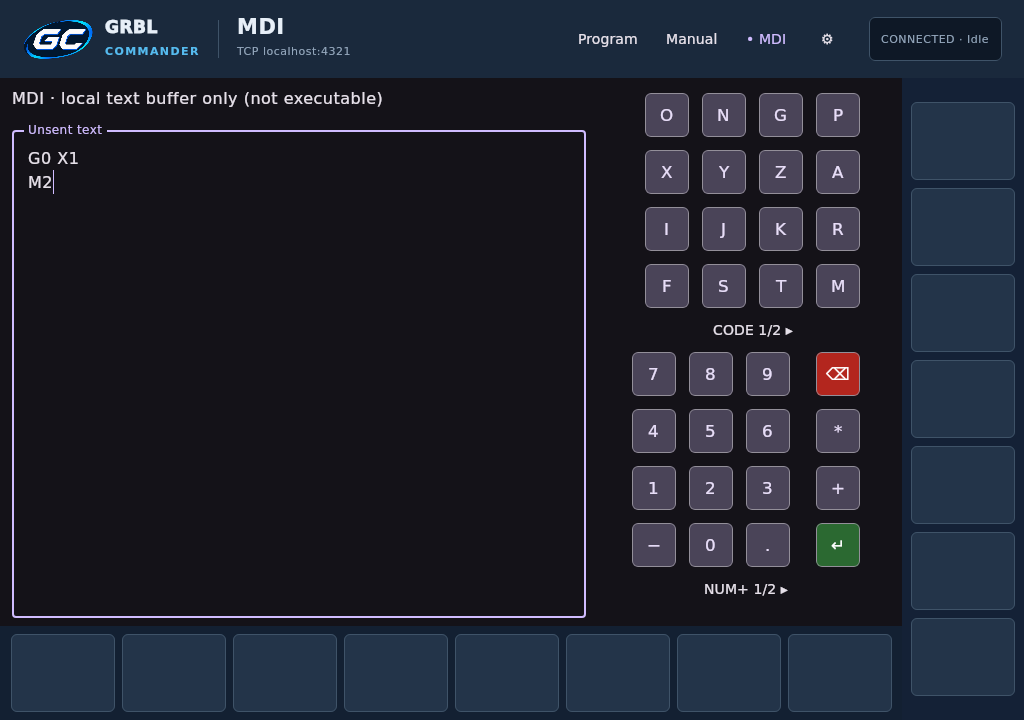 GC
GRBL
COMMANDER
MDI
TCP localhost:4321
Program
Manual
• MDI
⚙
CONNECTED · Idle
MDI · local text buffer only (not executable)
Unsent text
G0 X1
M2
O N G P
X Y Z A
I J K R
F S T M
CODE 1/2 ▸
7 8 9 ⌫
4 5 6 *
1 2 3 +
− 0 . ↵
NUM+ 1/2 ▸